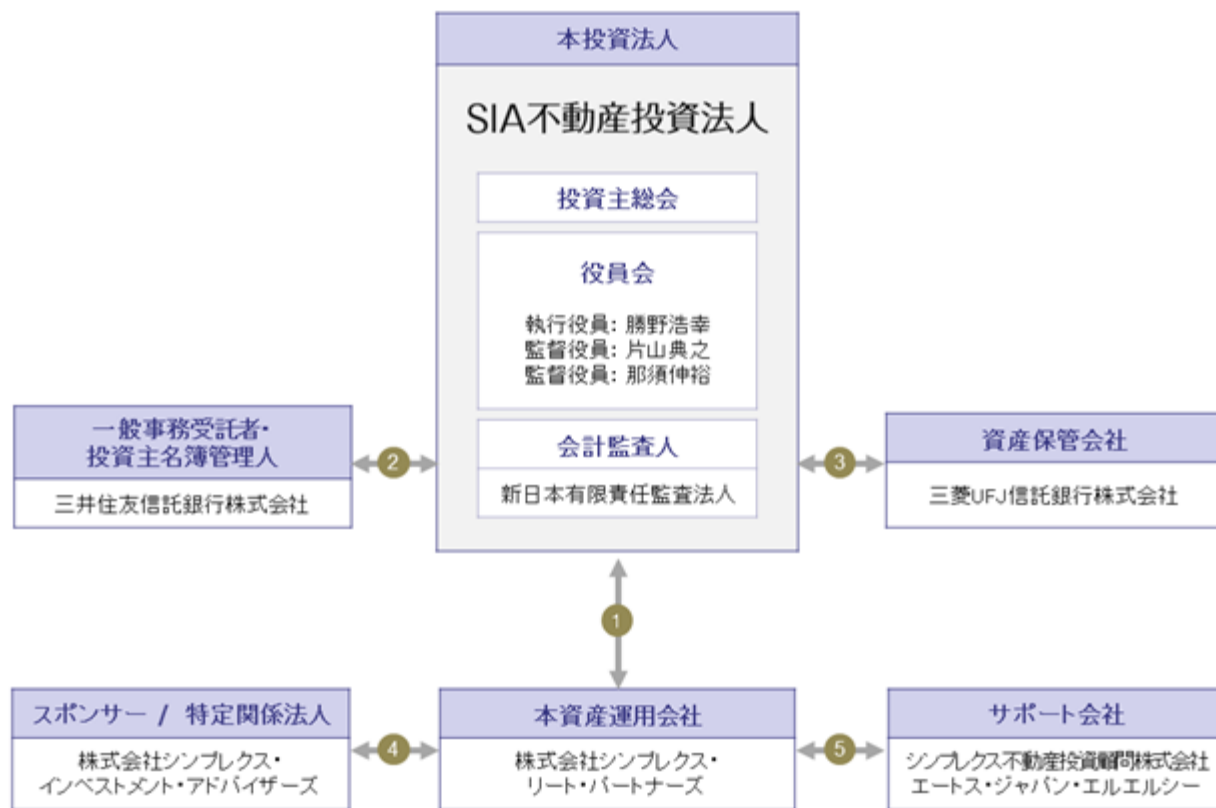 本投資法人
SIA不動産投資法人
投資主総会
役員会
執行役員: 勝野浩幸
監督役員: 片山典之
監督役員: 那須伸裕
会計監査人
新日本有限責任監査法人
一般事務受託者・
投資主名簿管理人
三井住友信託銀行株式会社
2
3
資産保管会社
三菱UFJ信託銀行株式会社
1
スポンサー / 特定関係法人
株式会社シンプレクス・
インベストメント・アドバイザーズ
4
本資産運用会社
株式会社シンプレクス・
リート・パートナーズ
5
サポート会社
シンプレクス不動産投資顧問株式会社
エートス・ジャパン・エルエルシー